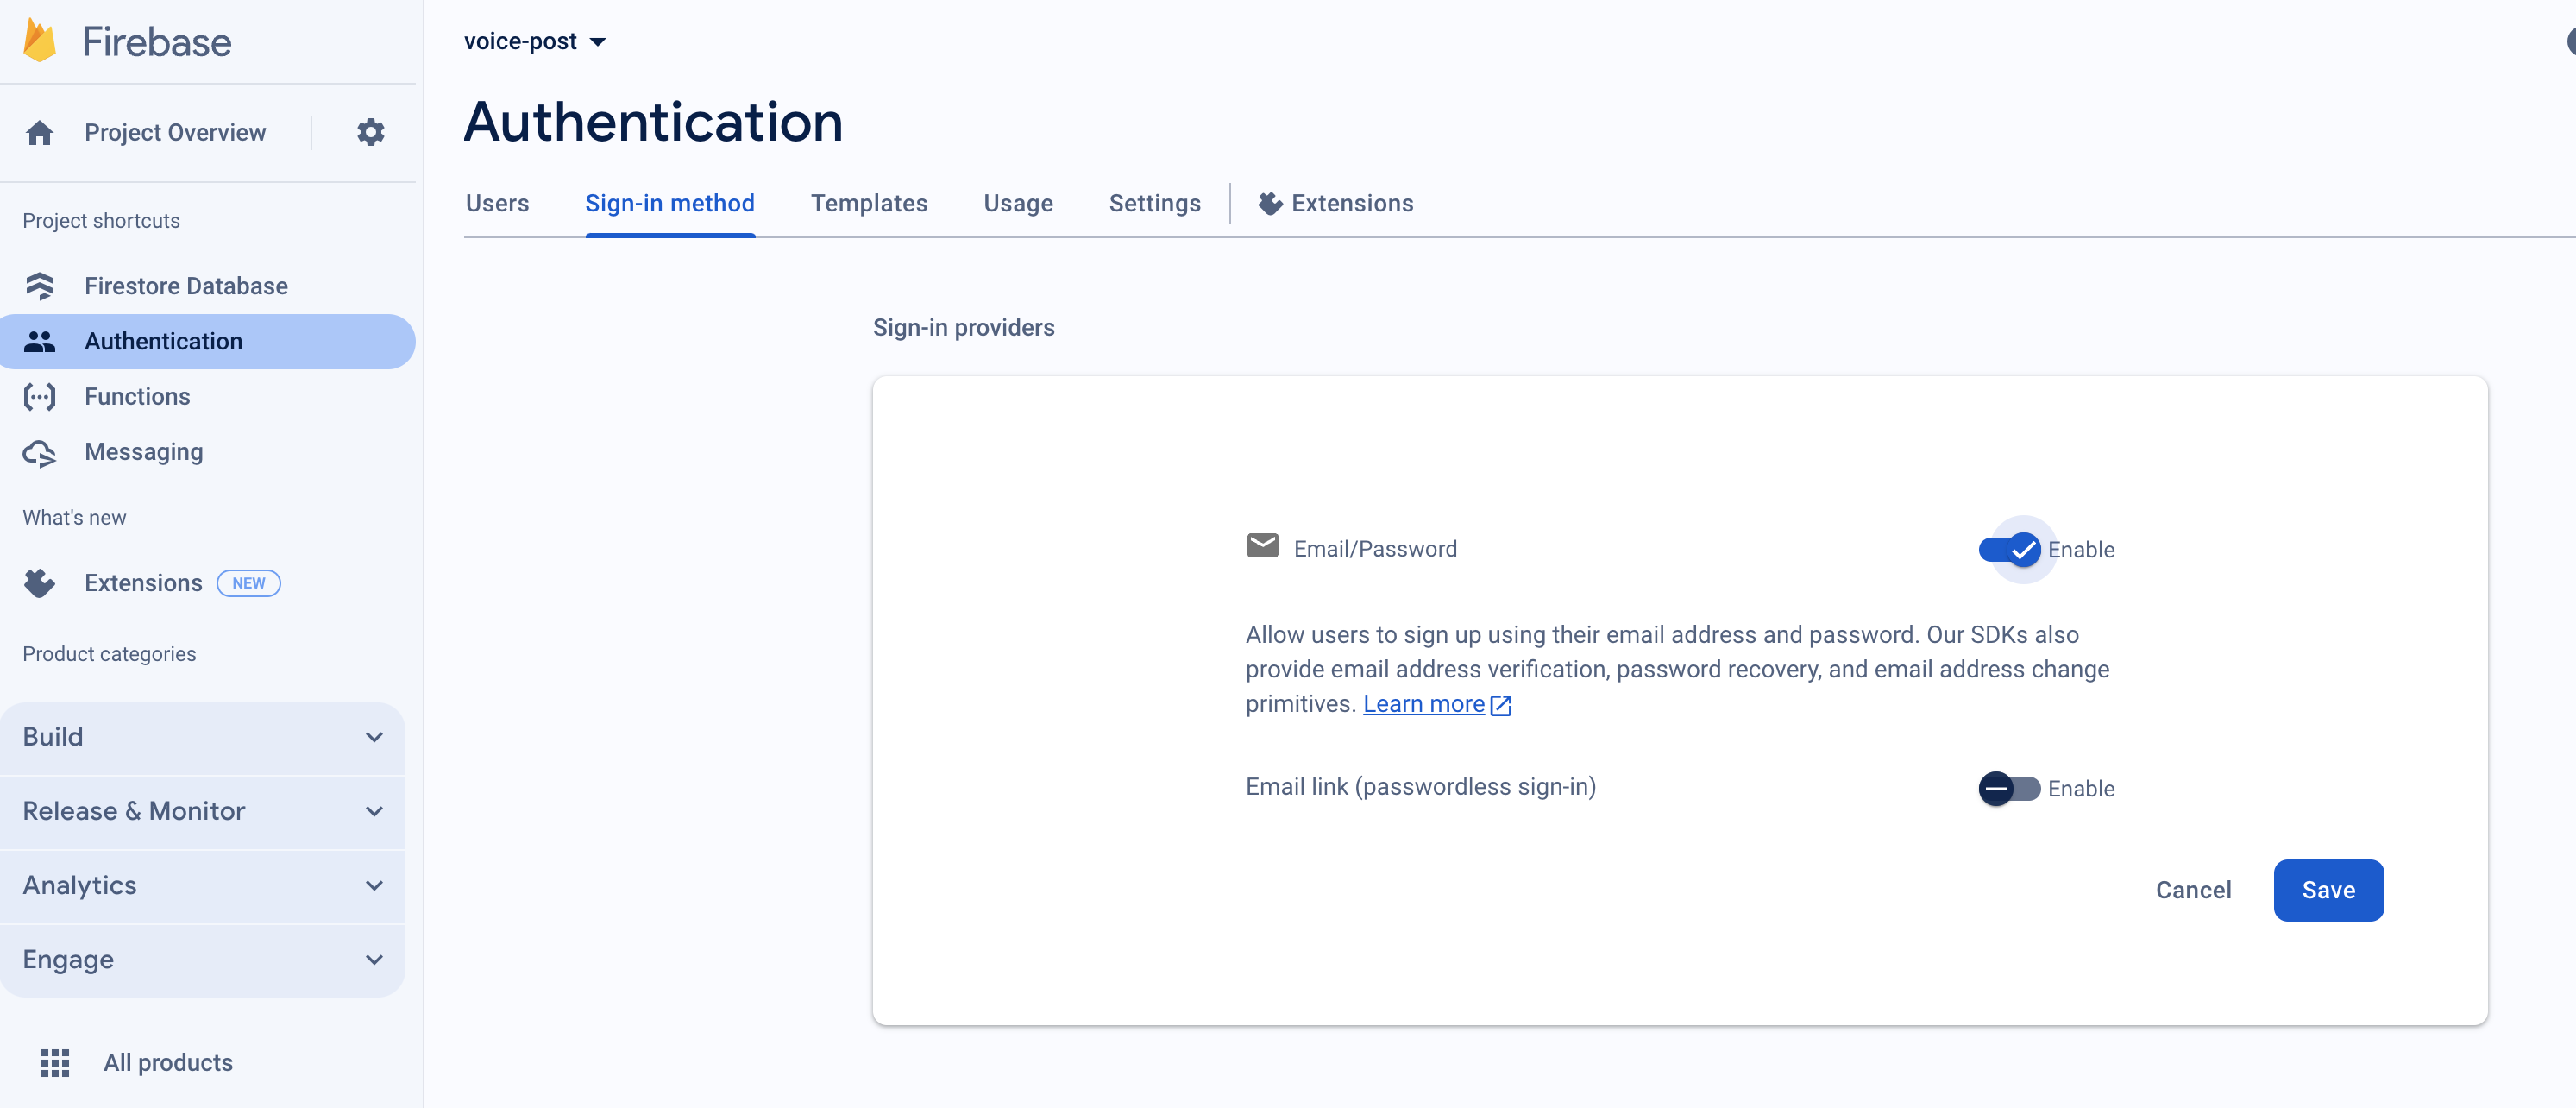 Firebase
Project Overview
Project shortcuts
Firestore Database
Authentication
Functions
Messaging
What's new
Extensions NEW
Product categories
Build
Release & Monitor
Analytics
Engage
All products
voice-post
Authentication
Users Sign-in method Templates Usage Settings Extensions
Sign-in providers
Email/Password Enable
Allow users to sign up using their email address and password. Our SDKs also
provide email address verification, password recovery, and email address change
primitives. Learn more
Email link (passwordless sign-in) Enable
Cancel Save